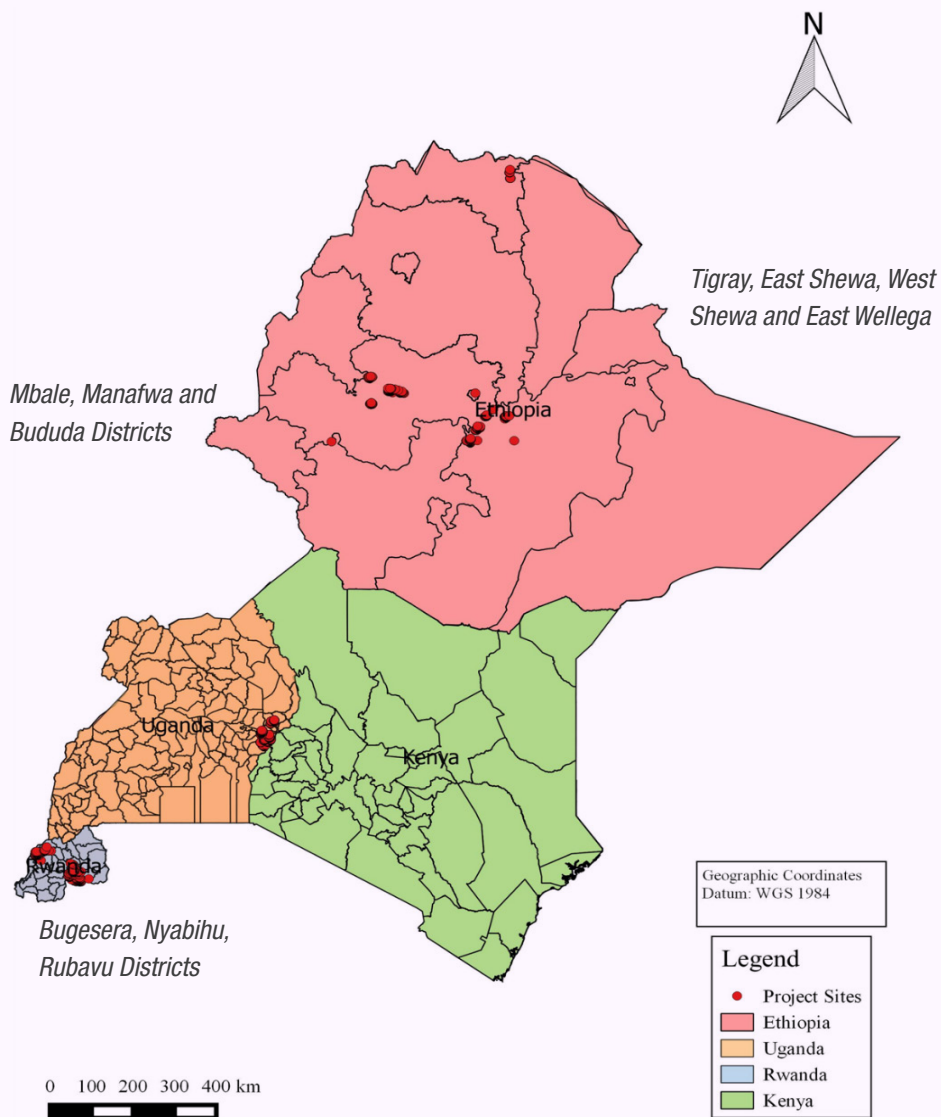 N
Tigray, East Shewa, West
Shewa and East Wellega
Mbale, Manafwa and
Bududa Districts
Ethiopia
Uganda
Kenya
Rwanda
Bugesera, Nyabihu,
Rubavu Districts
Geographic Coordinates
Datum: WGS 1984
Legend
Project Sites
Ethiopia
Uganda
Rwanda
Kenya
0 100 200 300 400 km